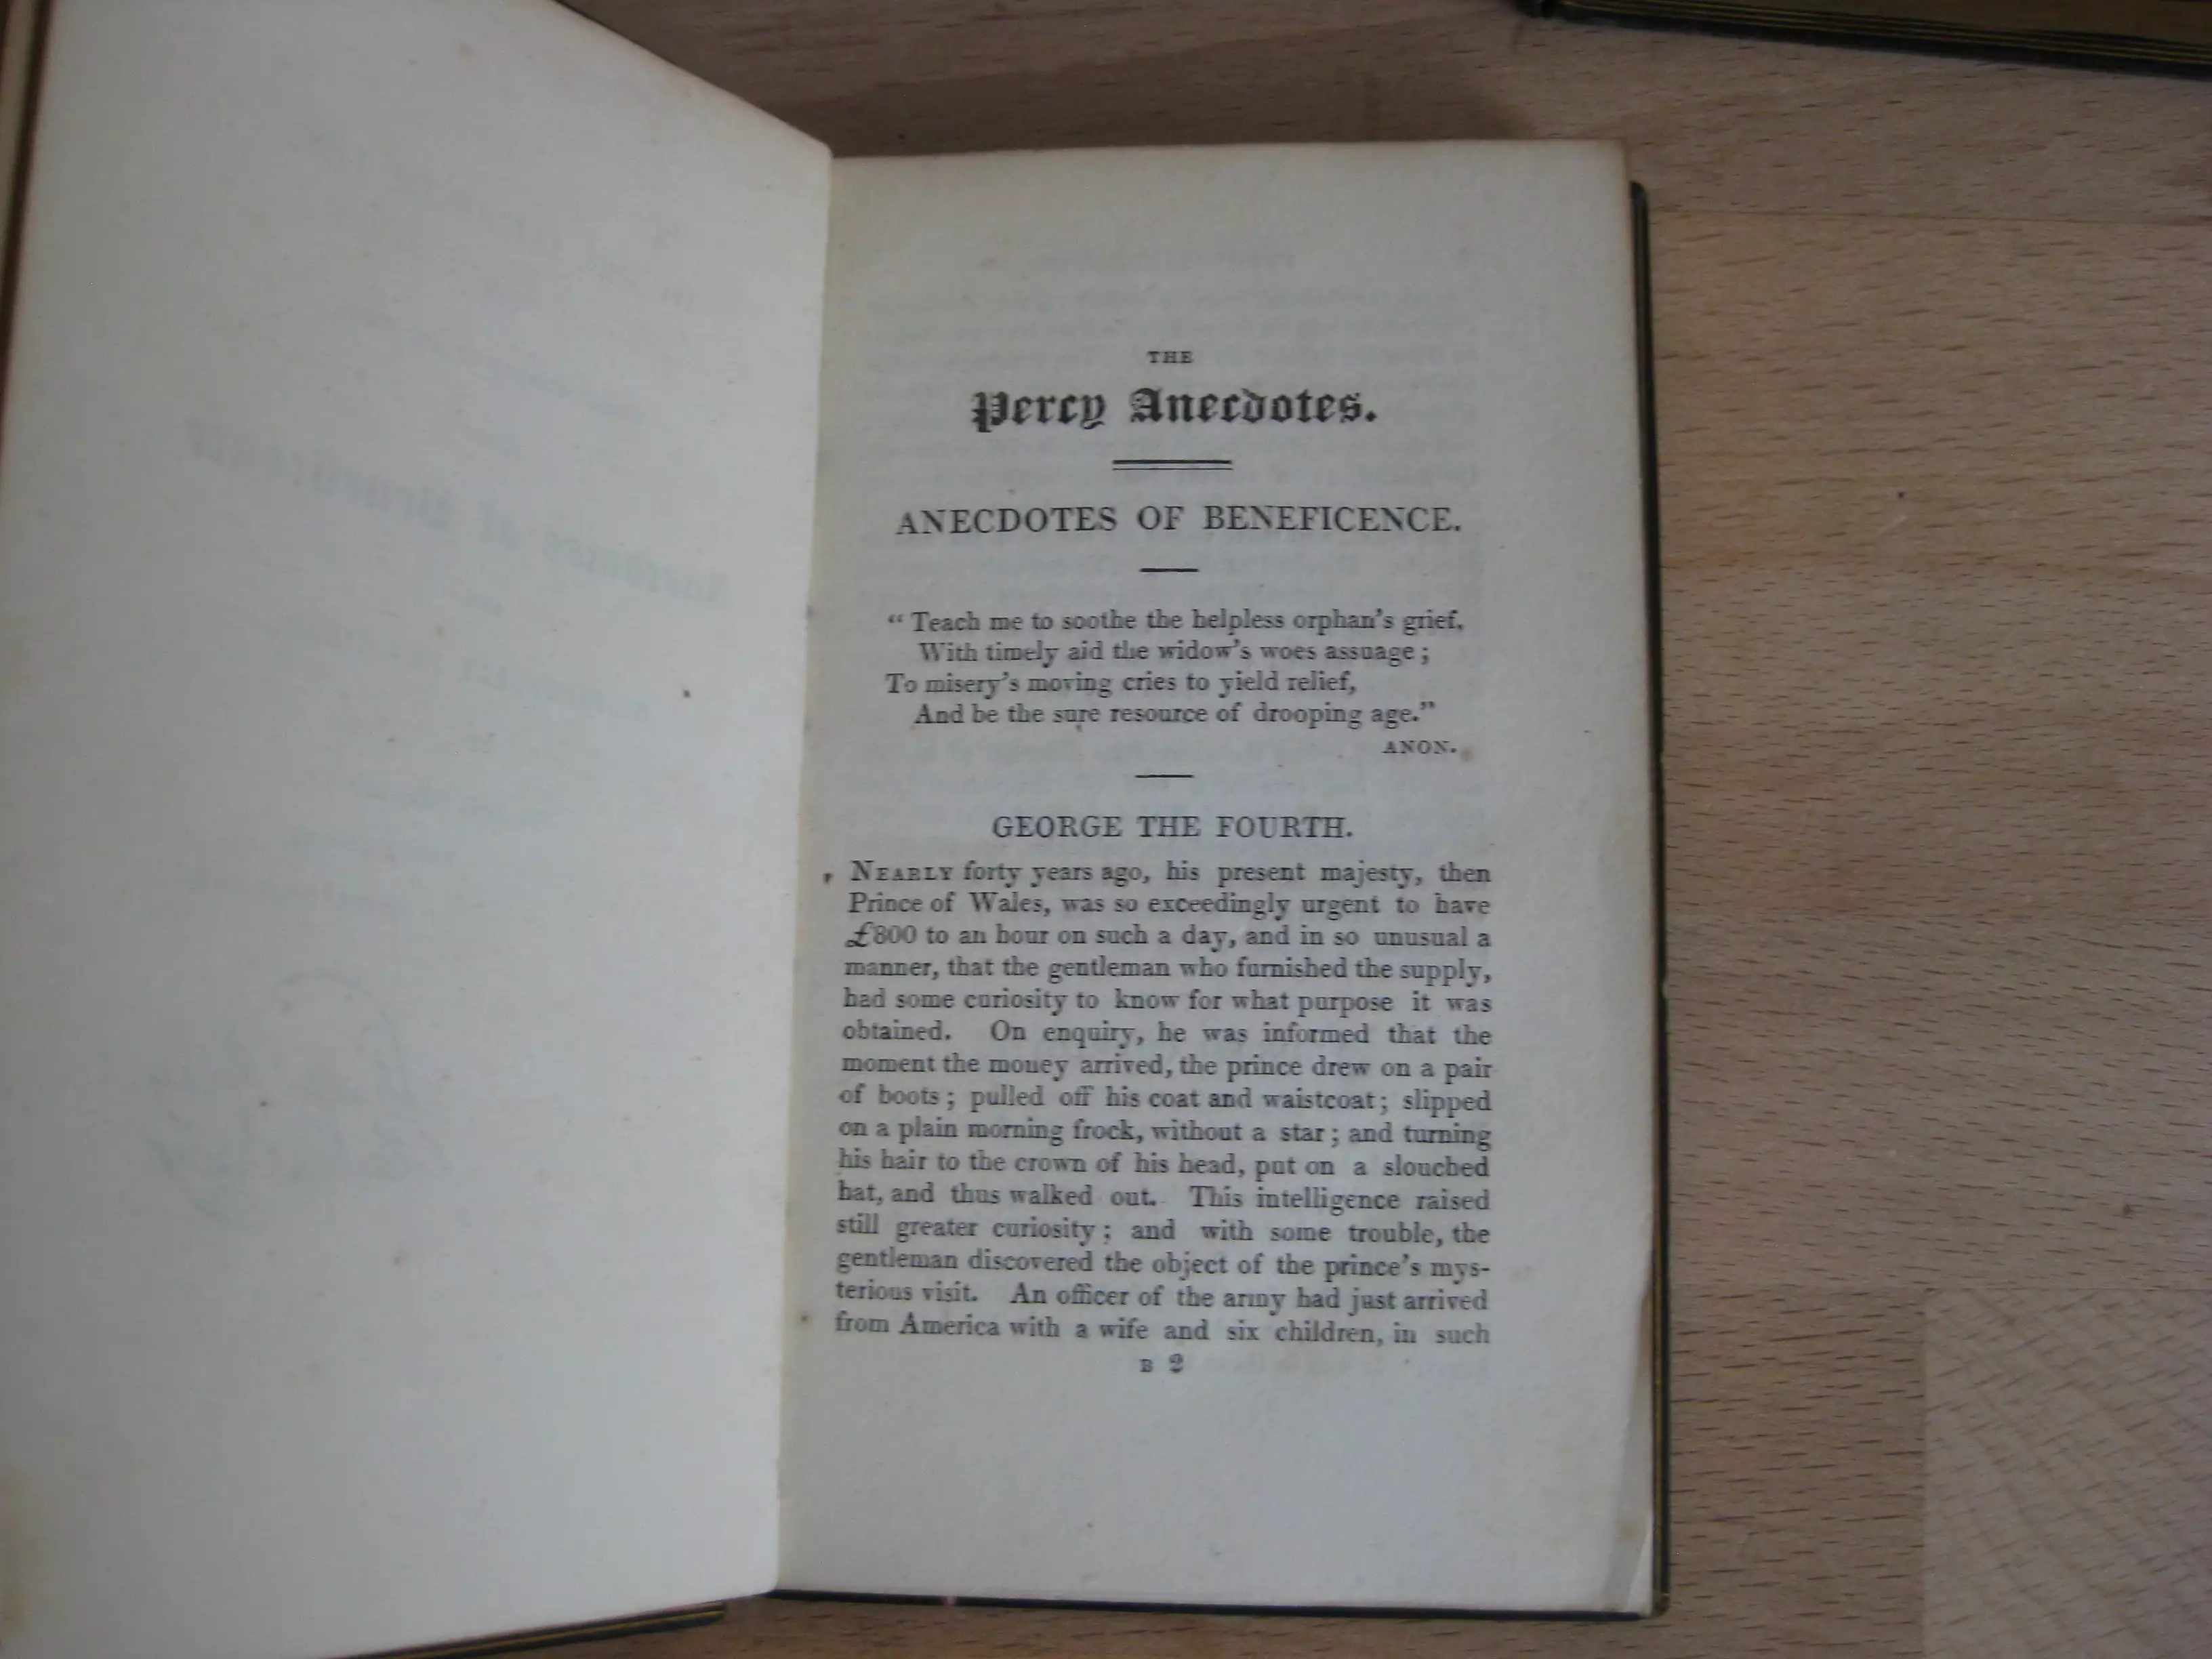 THE
Percy Anecdotes.
ANECDOTES OF BENEFICENCE.
“ Teach me to soothe the helpless orphan's grief,
With timely aid the widow's woes assuage ;
To misery's moving cries to yield relief,
And be the sure resource of drooping age.”
ANON.
GEORGE THE FOURTH.
NEARLY forty years ago, his present majesty, then
Prince of Wales, was so exceedingly urgent to have
£800 to an hour on such a day, and in so unusual a
manner, that the gentleman who furnished the supply,
had some curiosity to know for what purpose it was
obtained. On enquiry, he was informed that the
moment the money arrived, the prince drew on a pair
of boots ; pulled off his coat and waistcoat ; slipped
on a plain morning frock, without a star ; and turning
his hair to the crown of his head, put on a slouched
hat, and thus walked out. This intelligence raised
still greater curiosity ; and with some trouble, the
gentleman discovered the object of the prince's mys-
terious visit. An officer of the army had just arrived
from America with a wife and six children, in such
B 2